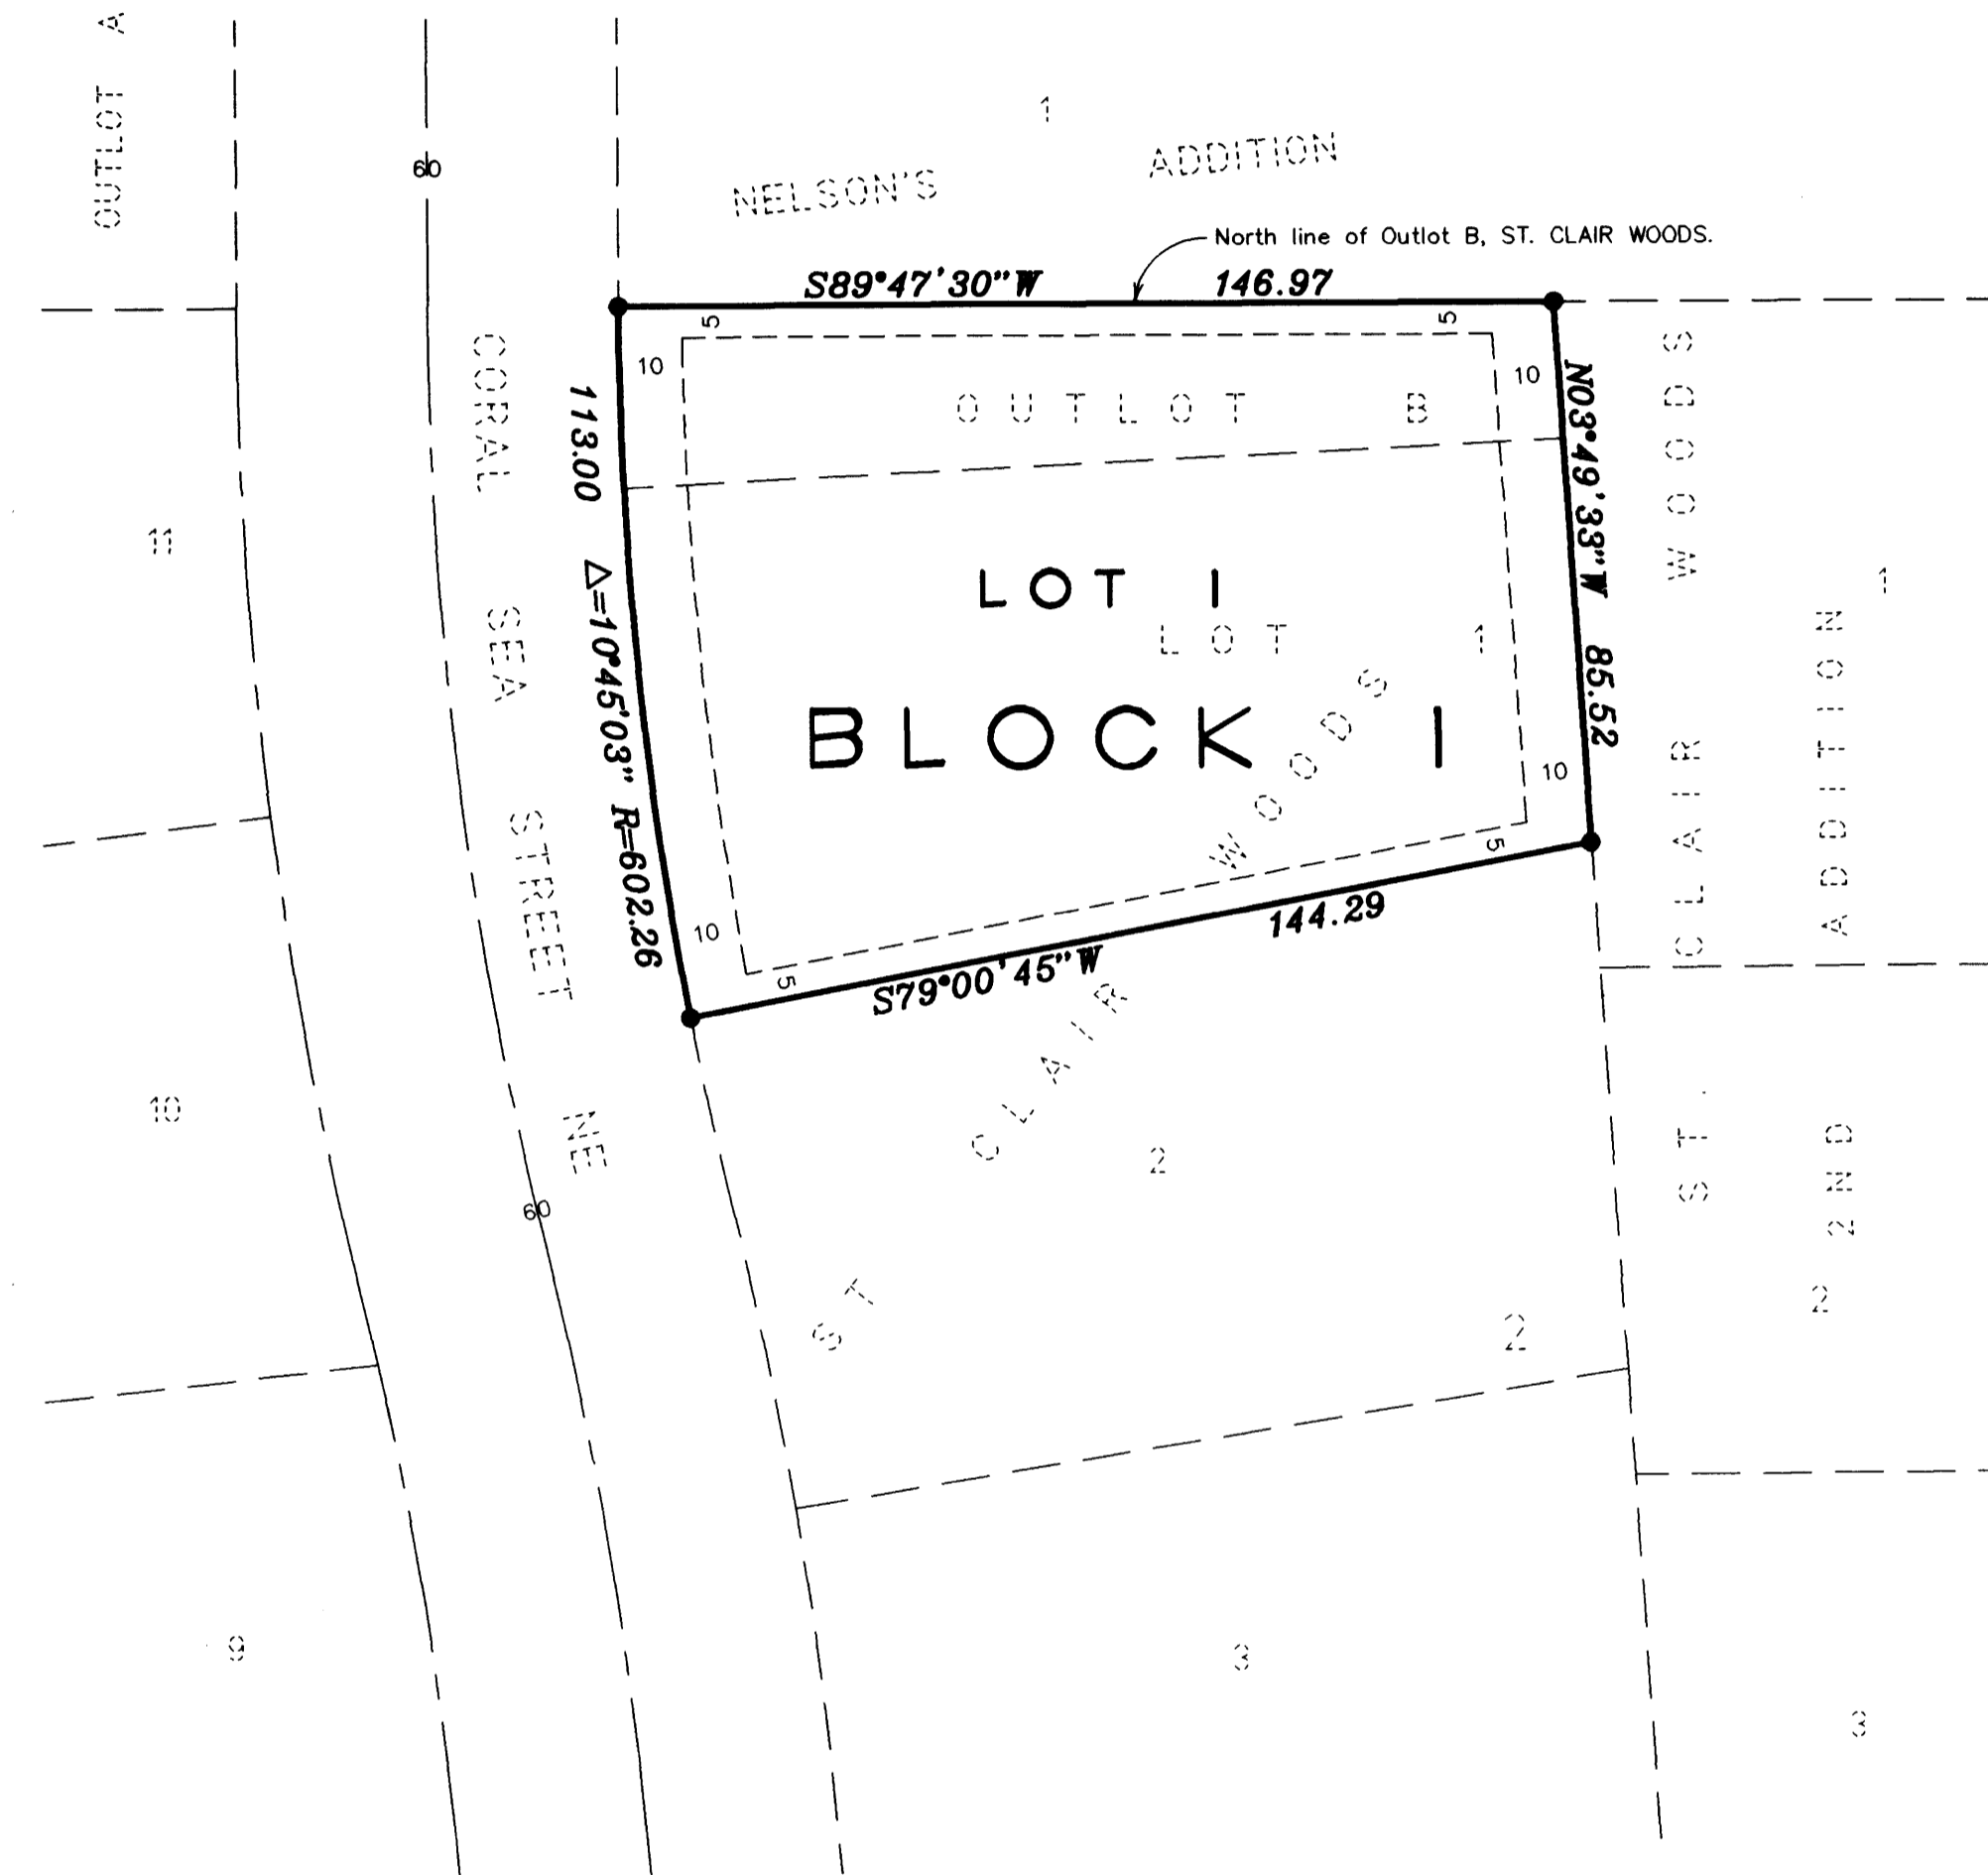 OUTLOT A
60
1
NELSON'S ADDITION
North line of Outlot B, ST. CLAIR WOODS.
S89°47'30"W 146.97
5
5
10
10
OUTLOT B
CORAL SEA STREET NE
113.00 Δ=10°45'03" R=602.26
N03°49'33"W 85.52
11
LOT 1
LOT 1
BLOCK 1
10
5
10
5
S79°00'45"W 144.29
ST CLAIR WOODS
ST. CLAIR WOODS
2ND ADDITION
1
10
60
2
2
2
9
3
3